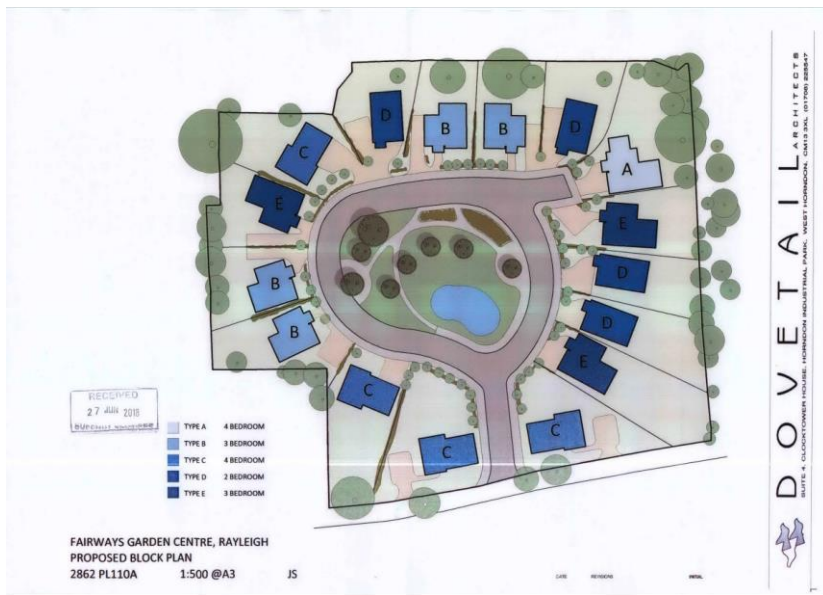 D
B
B
D
C
A
E
E
D
B
D
B
E
C
C
C
RECEIVED
27 JUN 2018
TYPE A 4 BEDROOM
TYPE B 3 BEDROOM
TYPE C 4 BEDROOM
TYPE D 2 BEDROOM
TYPE E 3 BEDROOM
FAIRWAYS GARDEN CENTRE, RAYLEIGH
PROPOSED BLOCK PLAN
2862 PL110A 1:500 @A3 JS
DATE REVISIONS INITIAL
DOVETAIL
ARCHITECTS
SUITE 4, CLOCKTOWER HOUSE, HORNDON INDUSTRIAL PARK, WEST HORNDON, CM13 3XL (01708) 225547